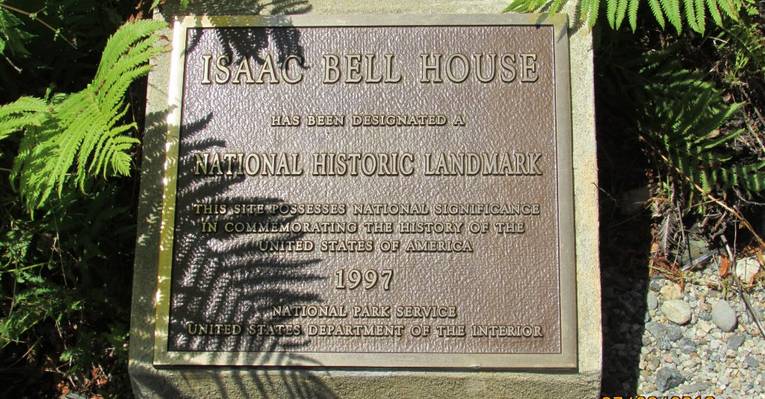 ISAAC BELL HOUSE
HAS BEEN DESIGNATED A
NATIONAL HISTORIC LANDMARK
THIS SITE POSSESSES NATIONAL SIGNIFICANCE
IN COMMEMORATING THE HISTORY OF THE
UNITED STATES OF AMERICA
1997
NATIONAL PARK SERVICE
UNITED STATES DEPARTMENT OF THE INTERIOR